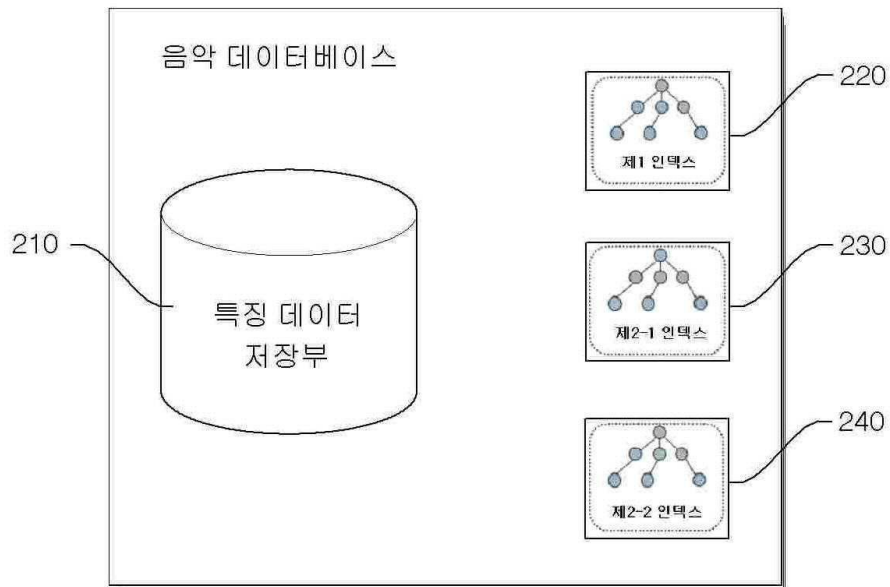 음악 데이터베이스
220
제1 인덱스
210
230
특징 데이터
저장부
제2-1 인덱스
240
제2-2 인덱스